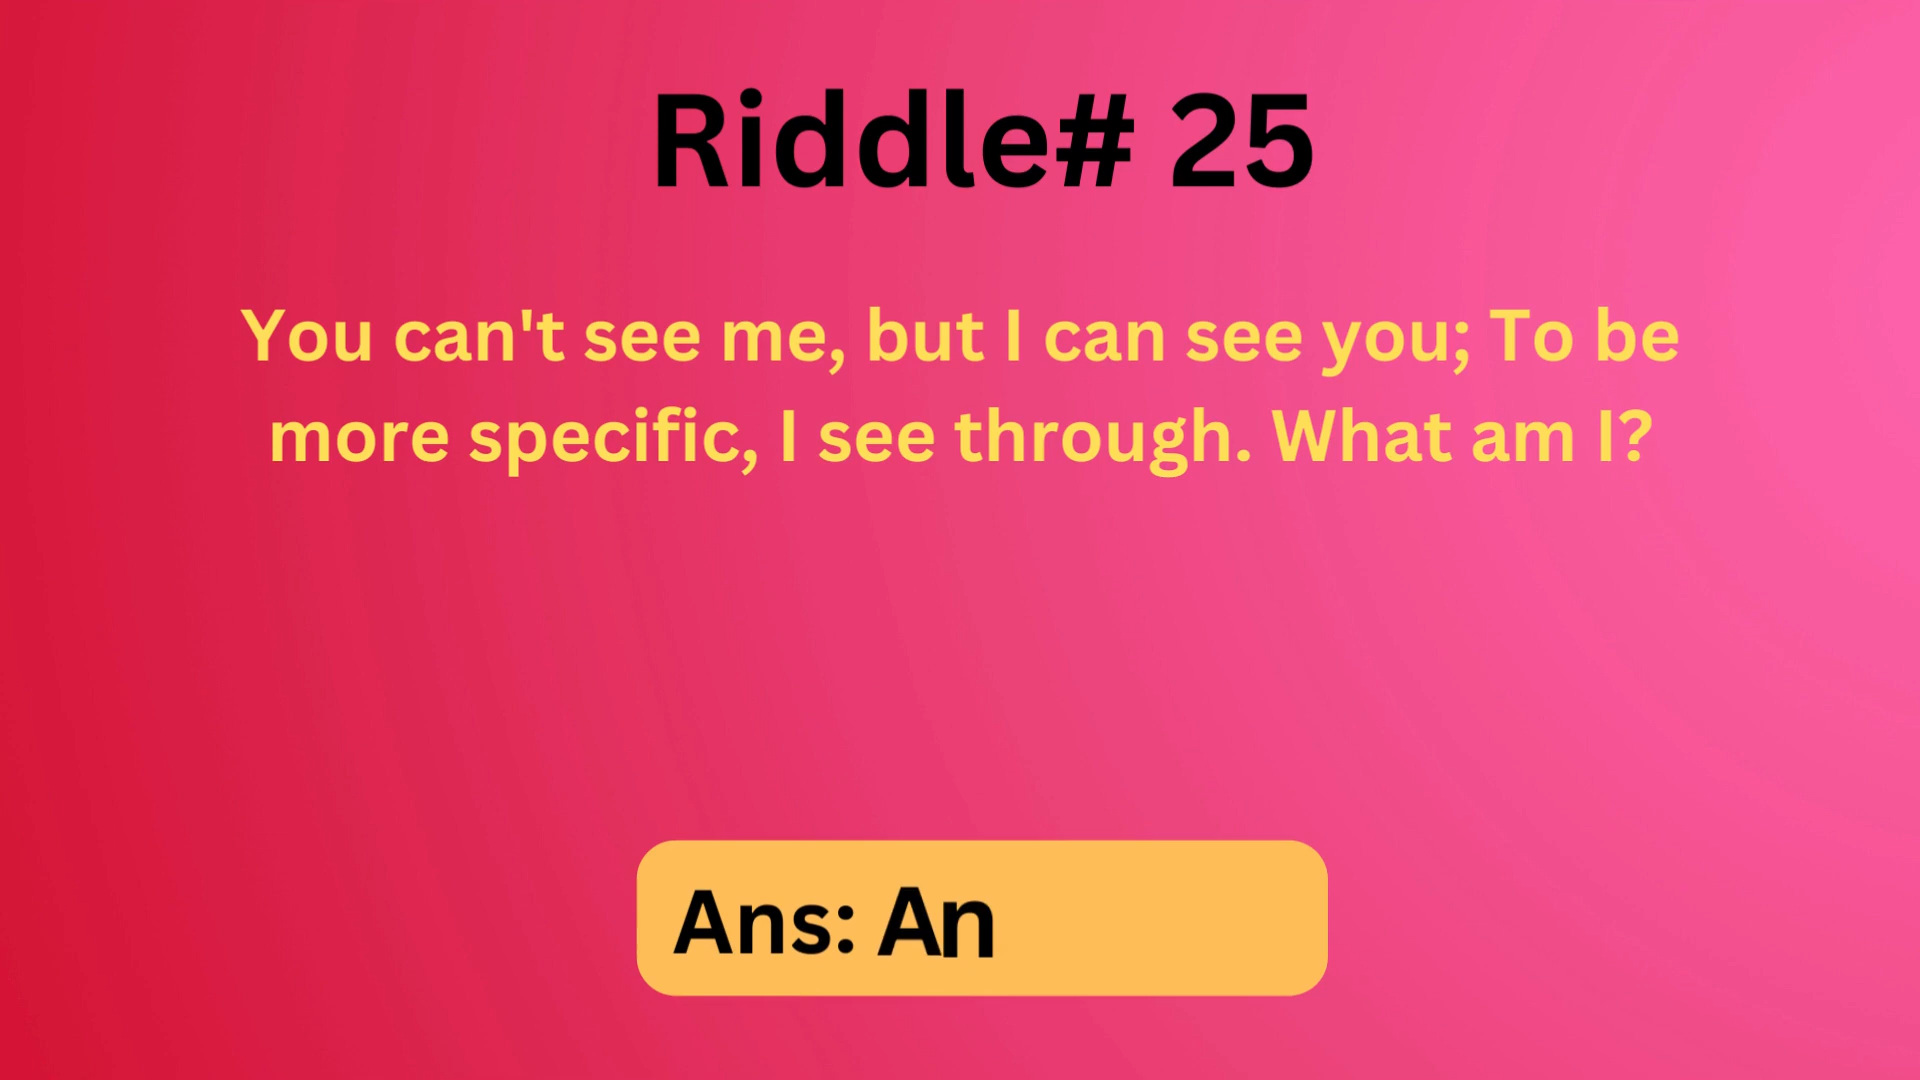 Riddle# 25
You can't see me, but I can see you; To be
more specific, I see through. What am I?
Ans: An